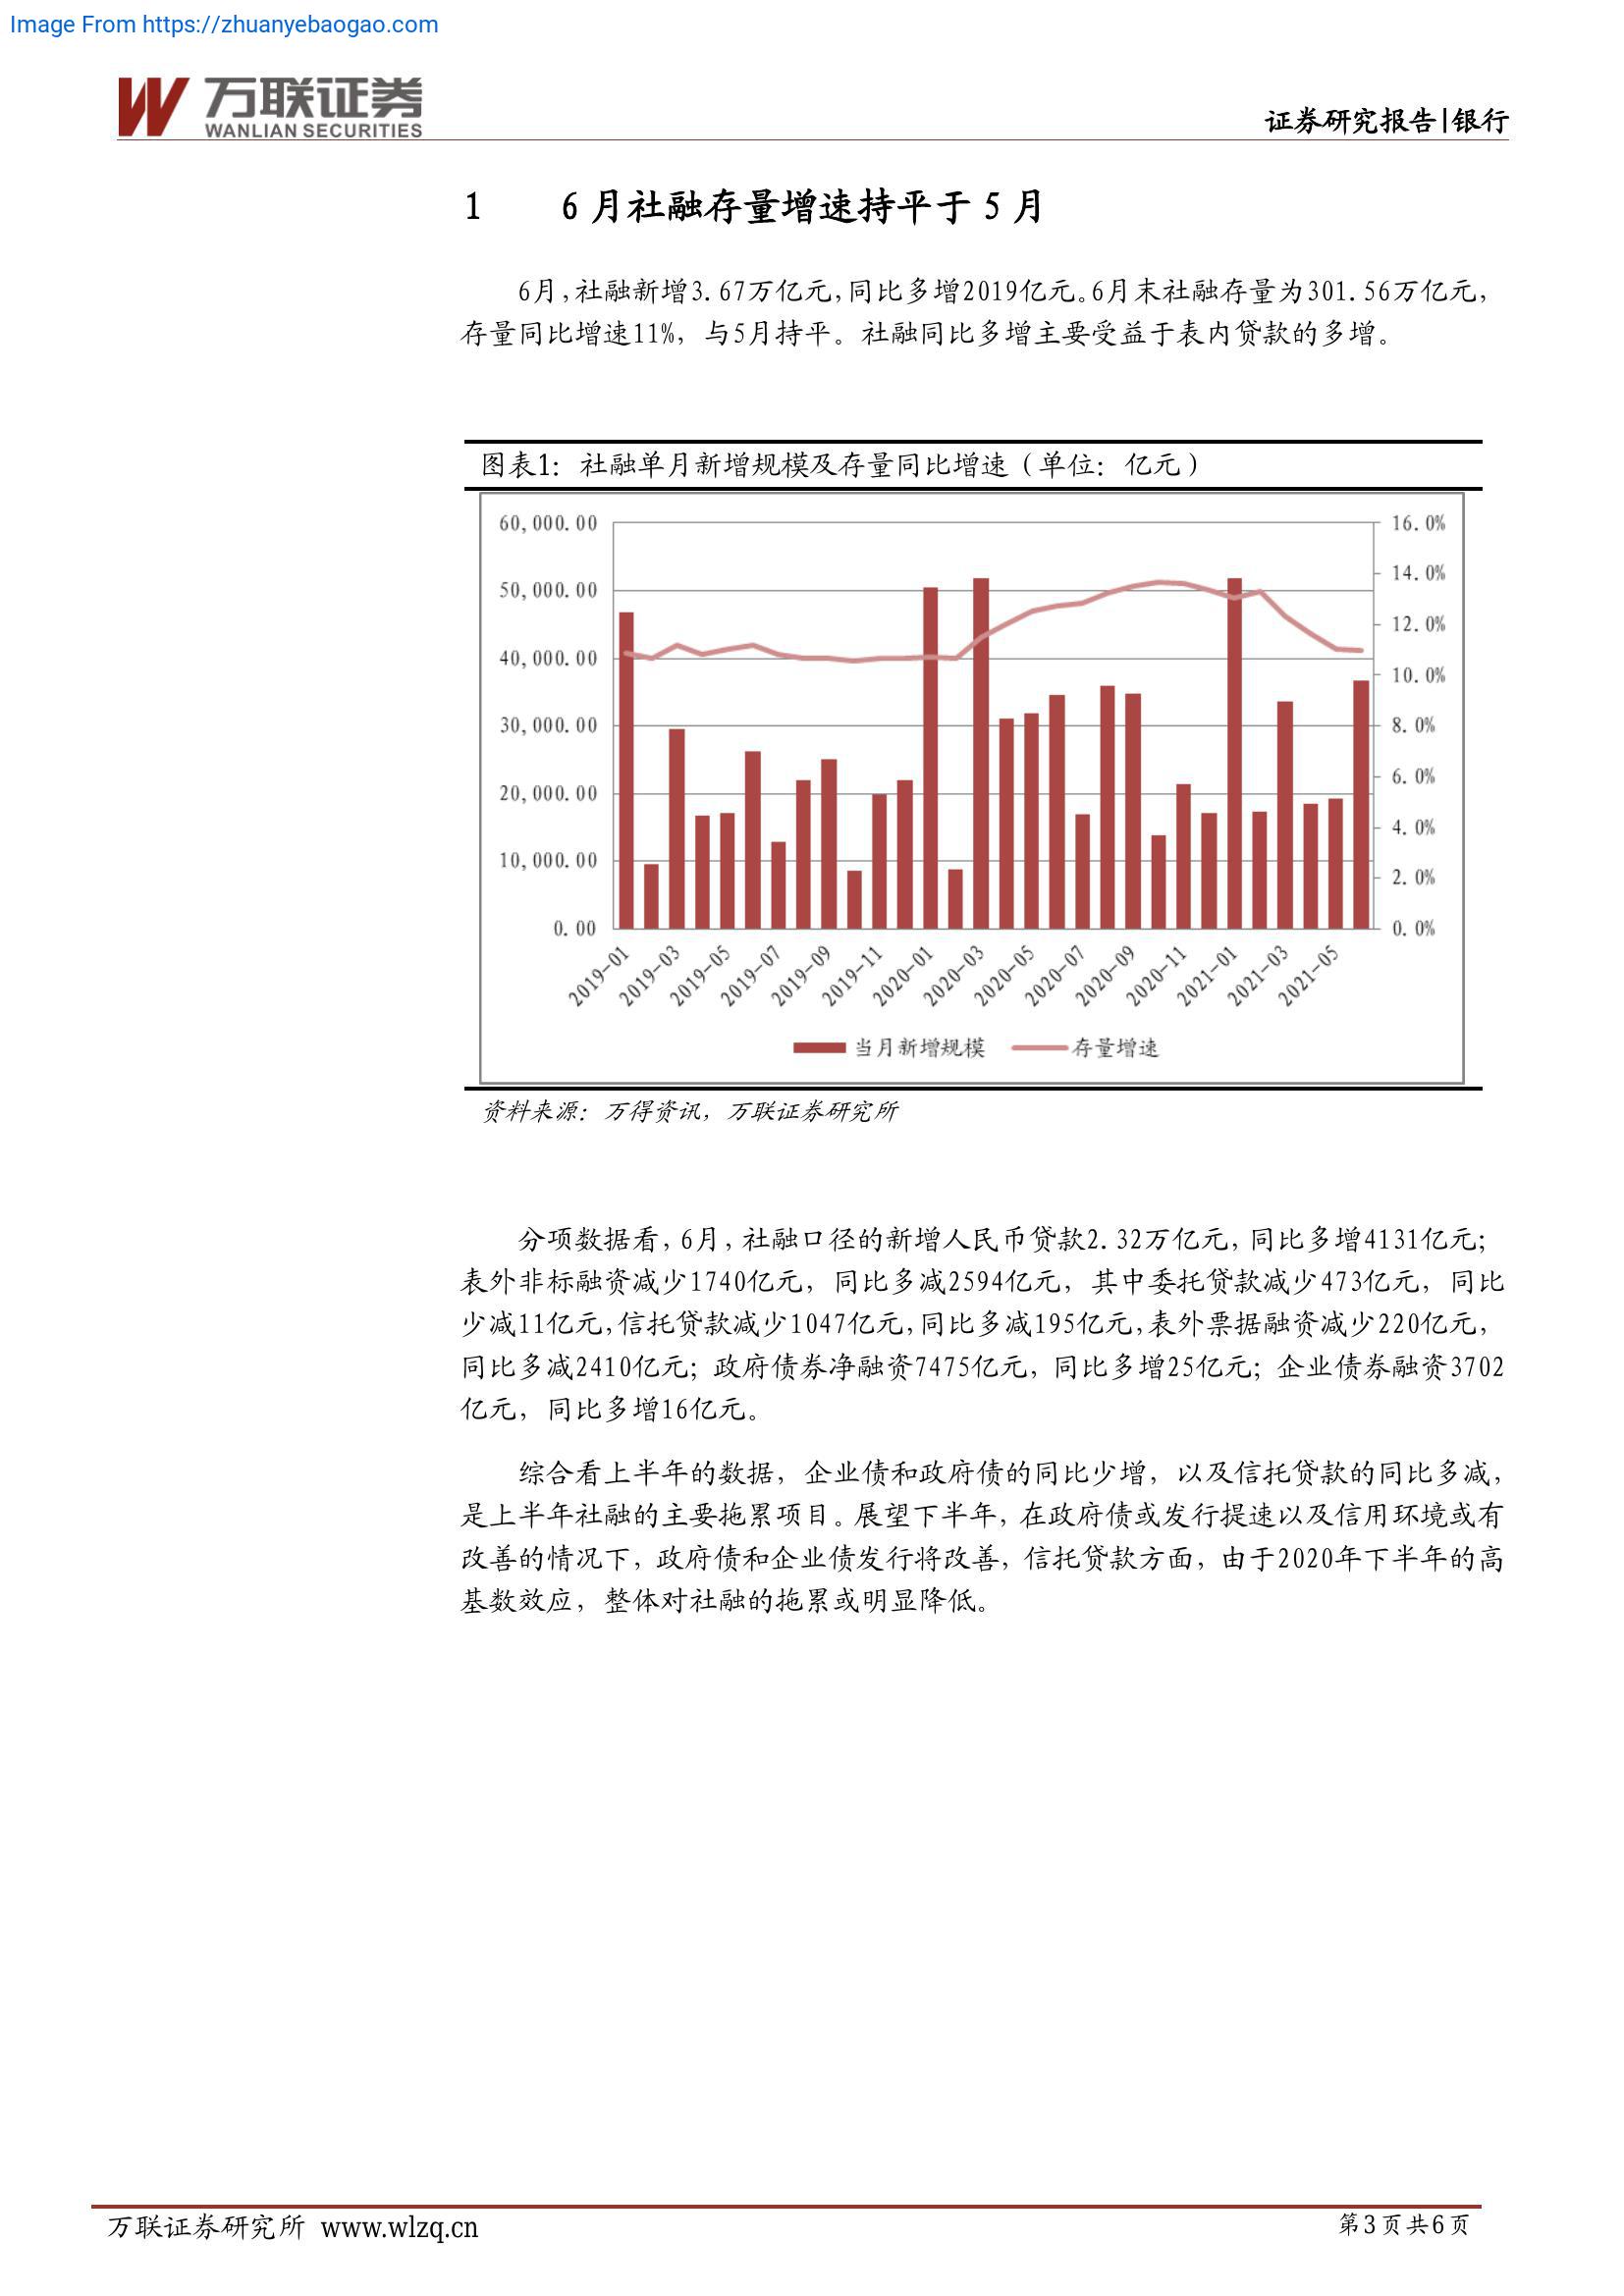 Image From https://zhuanyebaogao.com
万联证券
WANLIAN SECURITIES
证券研究报告|银行
1 6 月社融存量增速持平于 5 月
6月，社融新增3.67万亿元，同比多增2019亿元。6月末社融存量为301.56万亿元，
存量同比增速11%，与5月持平。社融同比多增主要受益于表内贷款的多增。
图表1：社融单月新增规模及存量同比增速（单位：亿元）
60,000.00
50,000.00
40,000.00
30,000.00
20,000.00
10,000.00
0.00
16.0%
14.0%
12.0%
10.0%
8.0%
6.0%
4.0%
2.0%
0.0%
2019-01
2019-03
2019-05
2019-07
2019-09
2019-11
2020-01
2020-03
2020-05
2020-07
2020-09
2020-11
2021-01
2021-03
2021-05
当月新增规模 存量增速
资料来源：万得资讯，万联证券研究所
分项数据看，6月，社融口径的新增人民币贷款2.32万亿元，同比多增4131亿元；
表外非标融资减少1740亿元，同比多减2594亿元，其中委托贷款减少473亿元，同比
少减11亿元，信托贷款减少1047亿元，同比多减195亿元，表外票据融资减少220亿元，
同比多减2410亿元；政府债券净融资7475亿元，同比多增25亿元；企业债券融资3702
亿元，同比多增16亿元。
综合看上半年的数据，企业债和政府债的同比少增，以及信托贷款的同比多减，
是上半年社融的主要拖累项目。展望下半年，在政府债或发行提速以及信用环境或有
改善的情况下，政府债和企业债发行将改善，信托贷款方面，由于2020年下半年的高
基数效应，整体对社融的拖累或明显降低。
万联证券研究所 www.wlzq.cn
第3页共6页